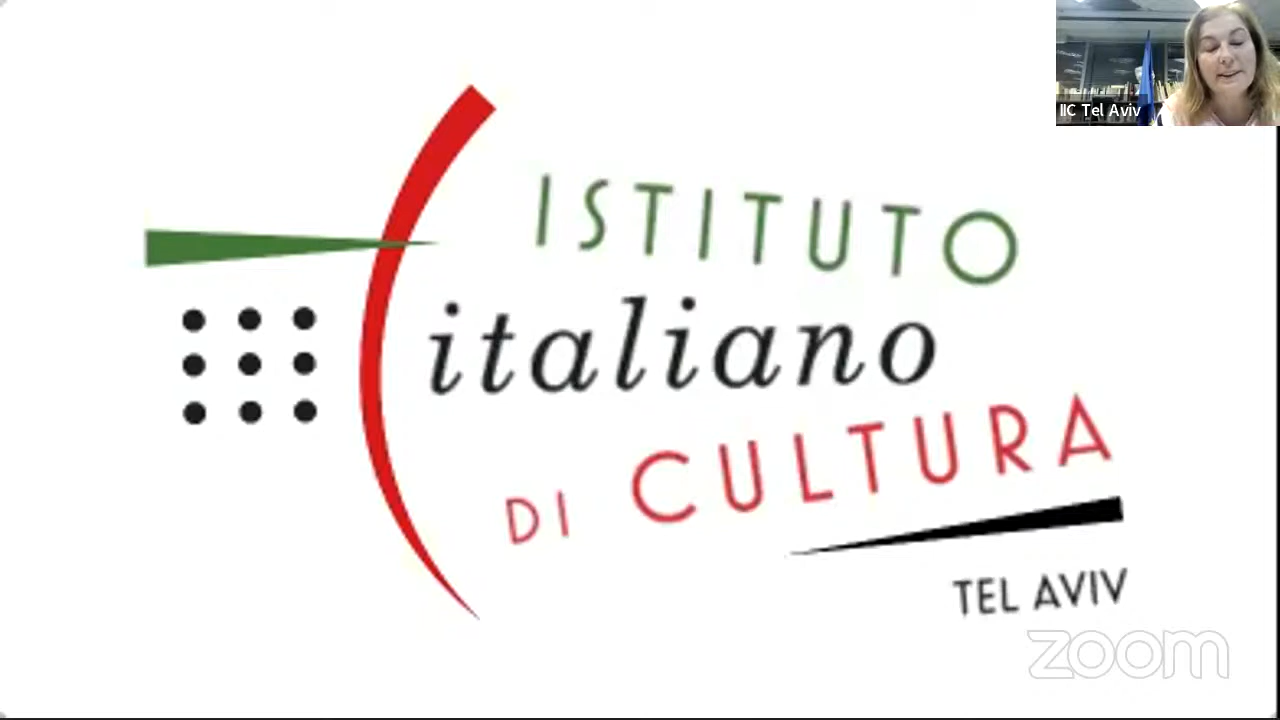 IIC Tel Aviv
ISTITUTO
italiano
DI CULTURA
TEL AVIV
zoom